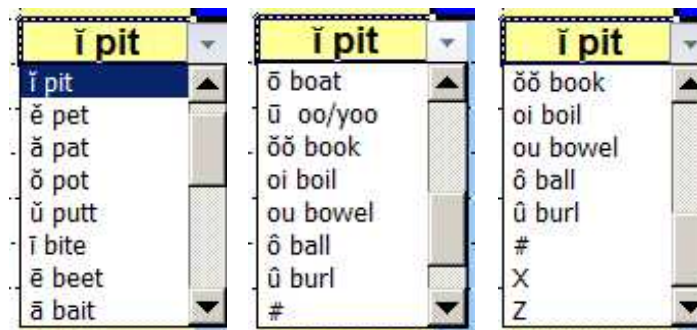 ĭ pit
ĭ pit
ĕ pet
ă pat
ŏ pot
ŭ putt
ī bite
ē beet
ā bait
ĭ pit
ō boat
ū oo/yoo
ŏŏ book
oi boil
ou bowel
ô ball
û burl
#
ĭ pit
ŏŏ book
oi boil
ou bowel
ô ball
û burl
#
X
Z